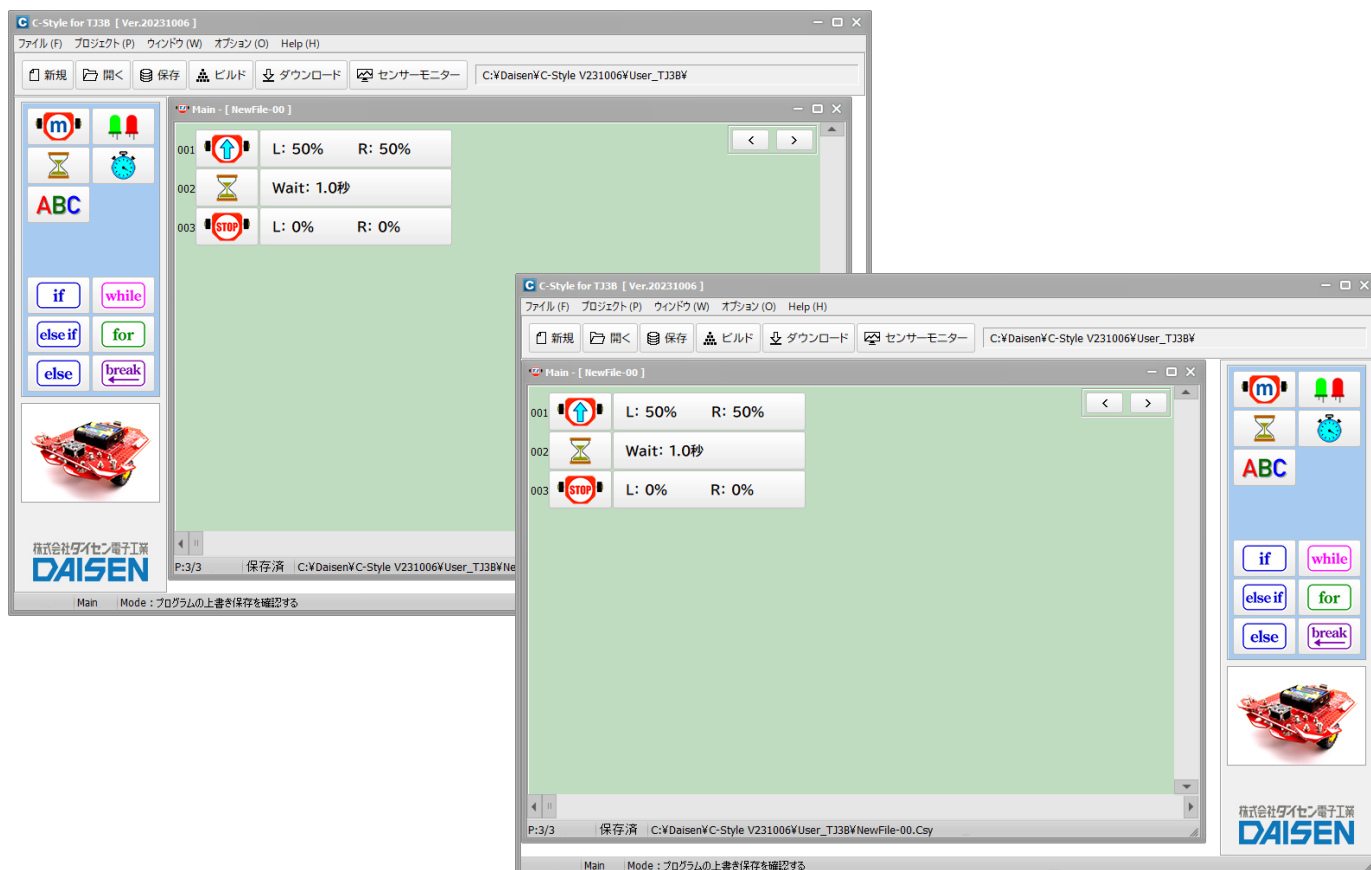 C-Style for TJ3B [ Ver.20231006 ]
ファイル (F) プロジェクト (P) ウィンドウ (W) オプション (O) Help (H)
新規 開く 保存 ビルド ダウンロード センサーモニター C:¥Daisen¥C-Style V231006¥User_TJ3B¥
m
ABC
if while
else if for
else break
株式会社ダイセン電子工業
DAISEN
Main - [ NewFile-00 ]
< >
001 L: 50% R: 50%
002 Wait: 1.0秒
003 STOP L: 0% R: 0%
P:3/3 保存済 C:¥Daisen¥C-Style V231006¥User_TJ3B¥Ne
Main Mode : プログラムの上書き保存を確認する
C-Style for TJ3B [ Ver.20231006 ]
ファイル (F) プロジェクト (P) ウィンドウ (W) オプション (O) Help (H)
新規 開く 保存 ビルド ダウンロード センサーモニター C:¥Daisen¥C-Style V231006¥User_TJ3B¥
Main - [ NewFile-00 ]
< >
001 L: 50% R: 50%
002 Wait: 1.0秒
003 STOP L: 0% R: 0%
P:3/3 保存済 C:¥Daisen¥C-Style V231006¥User_TJ3B¥NewFile-00.Csy
m
ABC
if while
else if for
else break
株式会社ダイセン電子工業
DAISEN
Main Mode : プログラムの上書き保存を確認する